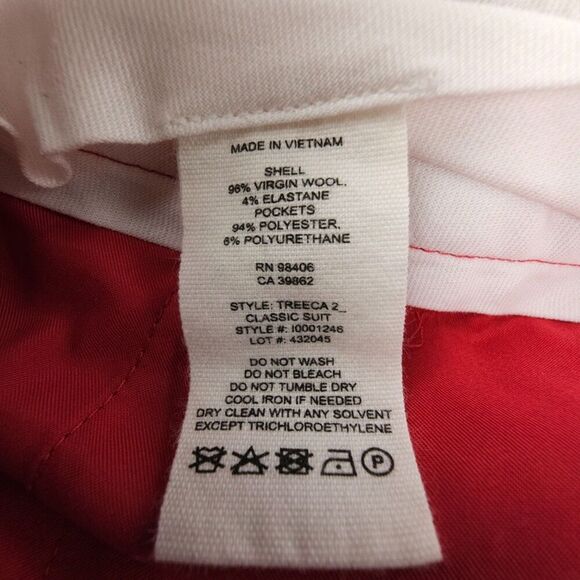 MADE IN VIETNAM
SHELL
96% VIRGIN WOOL,
4% ELASTANE
POCKETS
94% POLYESTER,
6% POLYURETHANE
RN 98406
CA 39862
STYLE: TREECA 2_
CLASSIC SUIT
STYLE #: I0001246
LOT #: 432045
DO NOT WASH
DO NOT BLEACH
DO NOT TUMBLE DRY
COOL IRON IF NEEDED
DRY CLEAN WITH ANY SOLVENT
EXCEPT TRICHLOROETHYLENE
P